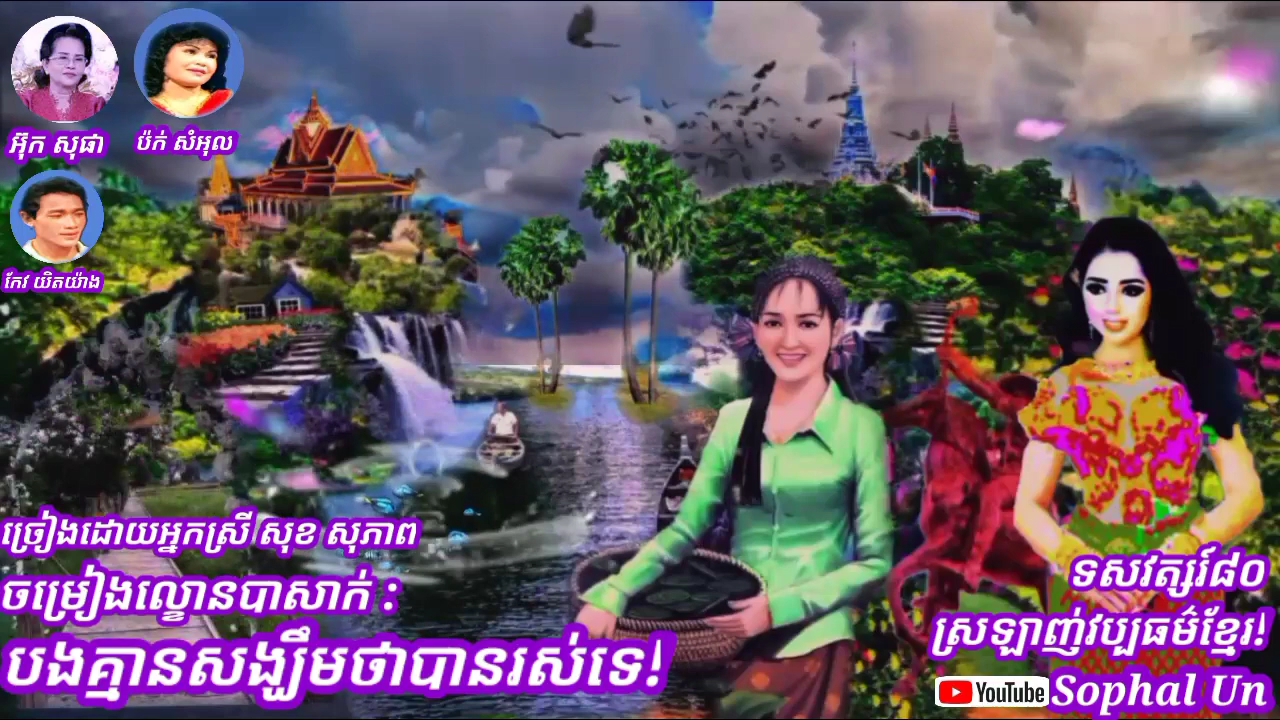 អ៊ុក សុផា
ប៉ក់ សំអុល
កែវ យិតយ៉ាង
ច្រៀងដោយអ្នកស្រី សុខ សុភាព
ចម្រៀងល្ខោនបាសាក់ :
បងគ្មានសង្ឃឹមថាបានរស់ទេ!
ទសវត្សរ៍៨០
ស្រឡាញ់វប្បធម៌ខ្មែរ!
YouTube Sophal Un